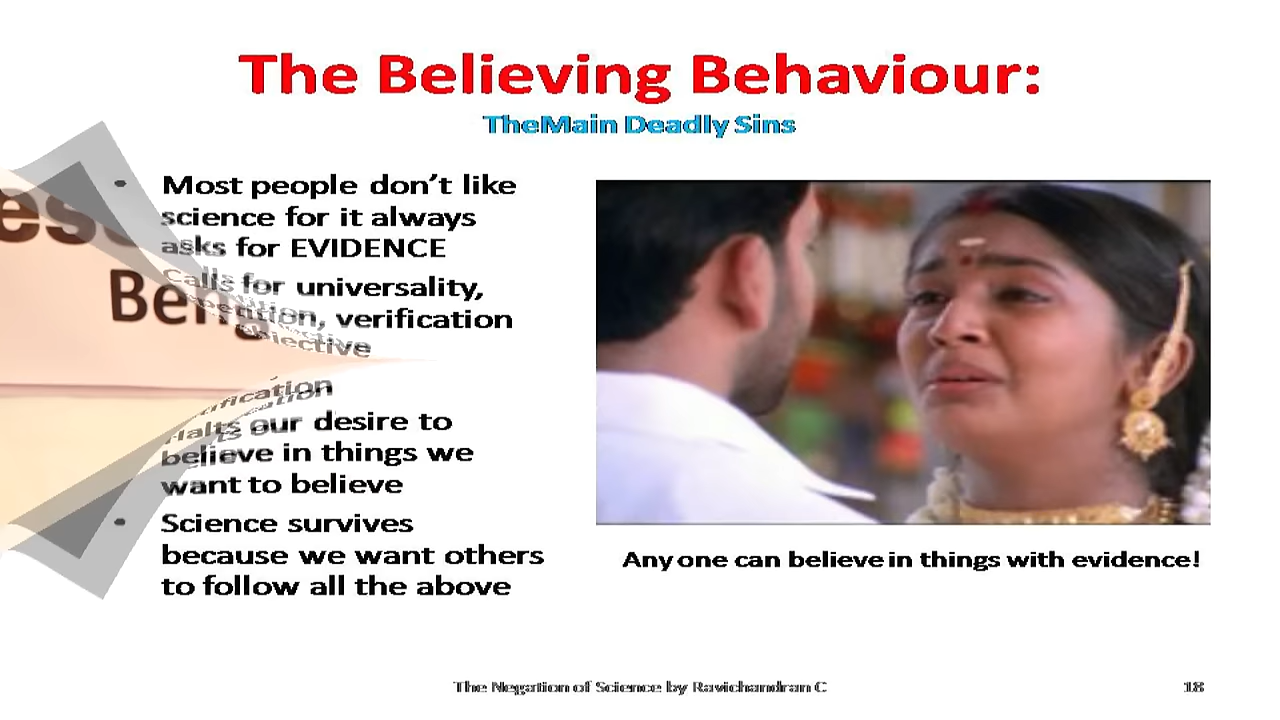 The Believing Behaviour:
TheMain Deadly Sins
• Most people don't like
science for it always
asks for EVIDENCE
Calls for universality,
verification
our desire to
believe in things we
want to believe
• Science survives
because we want others
to follow all the above
Any one can believe in things with evidence!
The Negation of Science by Ravichandran C
18